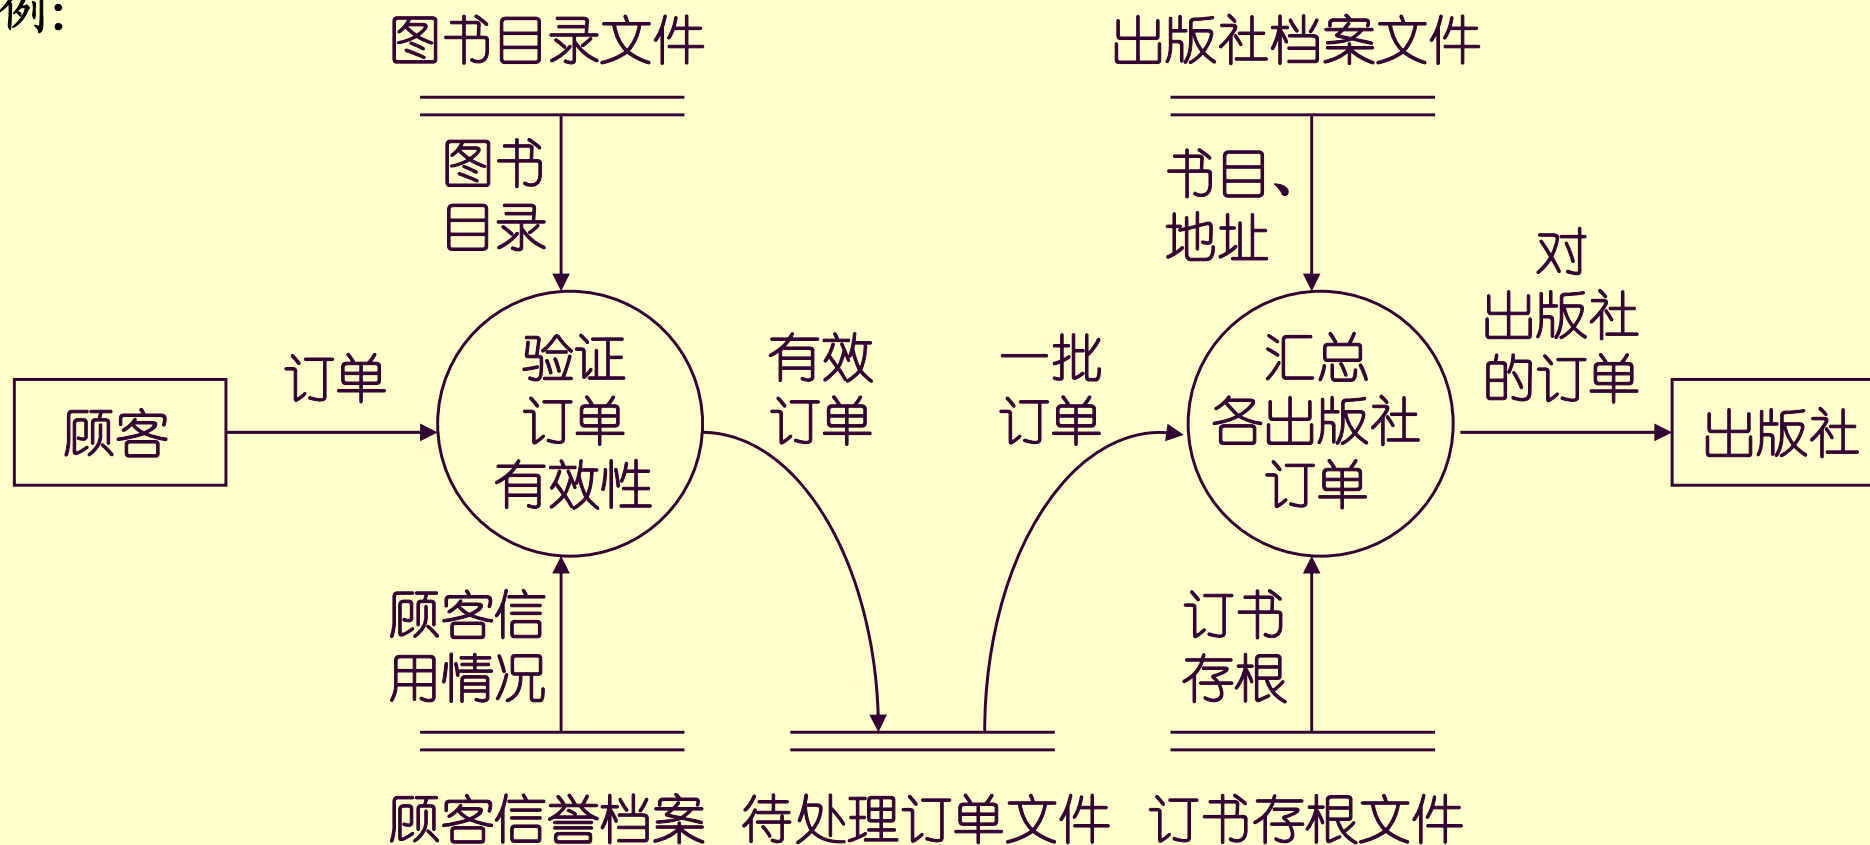 例：
图书目录文件
出版社档案文件
图书
目录
书目、
地址
对
出版社
的订单
订单
顾客
验证
订单
有效性
有效
订单
一批
订单
汇总
各出版社
订单
出版社
顾客信
用情况
订书
存根
顾客信誉档案
待处理订单文件
订书存根文件